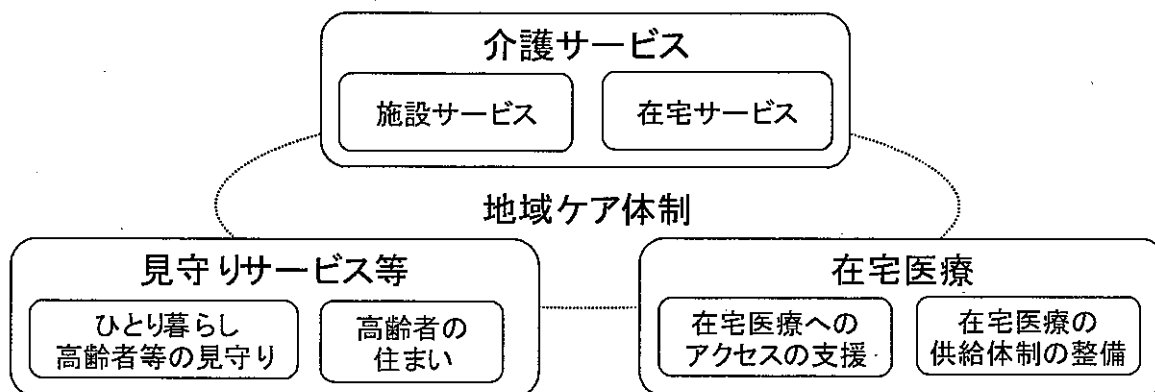 介護サービス
施設サービス
在宅サービス
地域ケア体制
見守りサービス等
ひとり暮らし
高齢者等の見守り
高齢者の
住まい
在宅医療
在宅医療への
アクセスの支援
在宅医療の
供給体制の整備